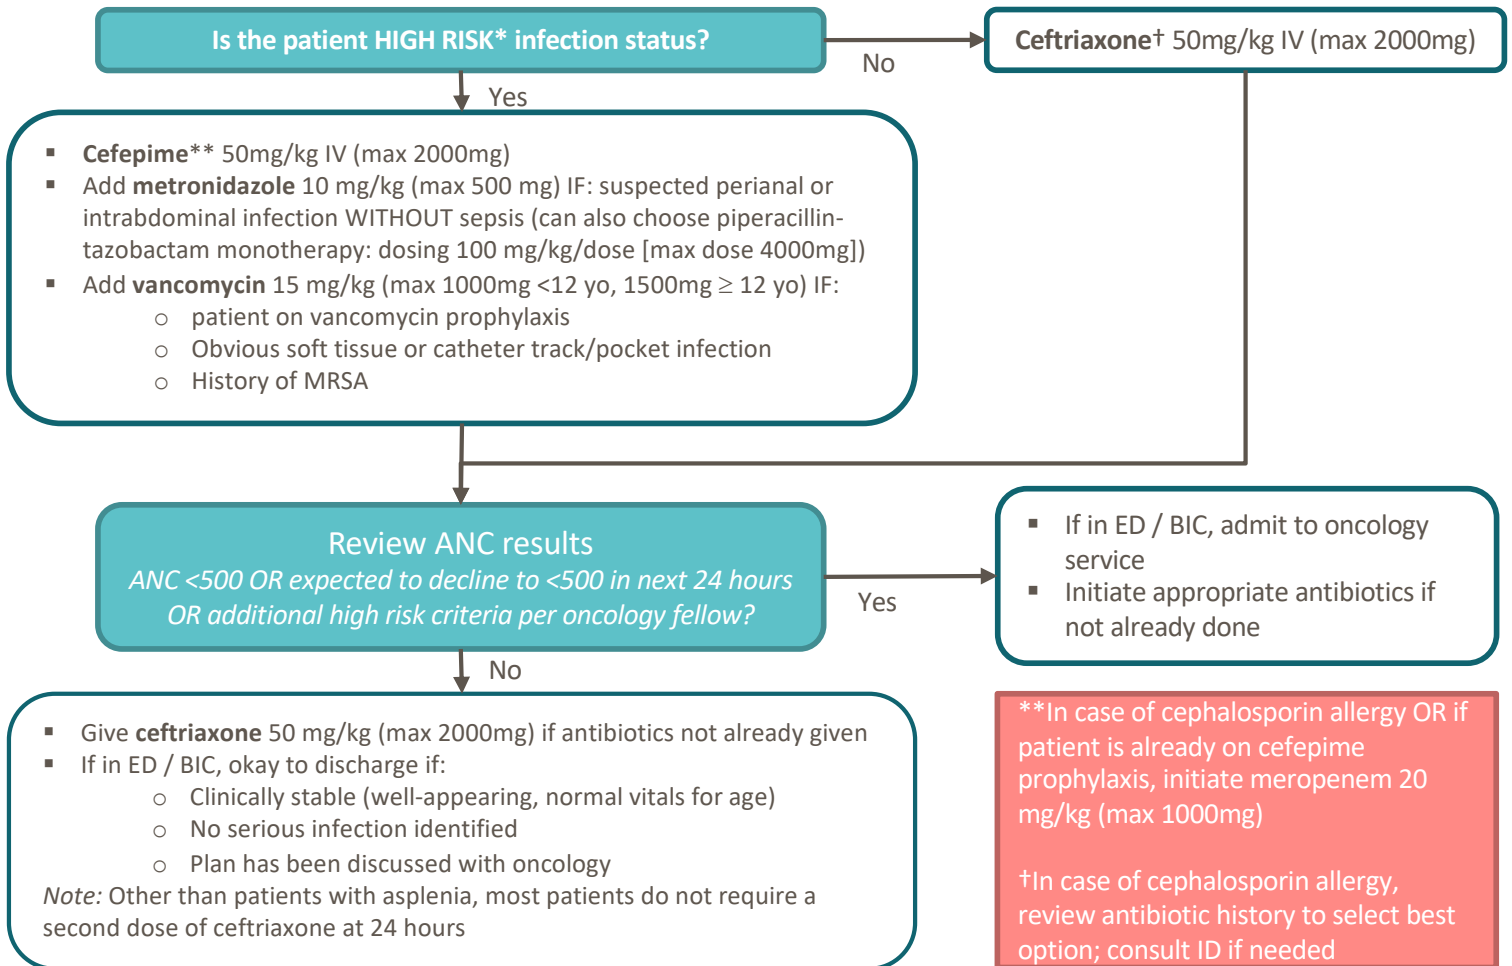 Is the patient HIGH RISK* infection status?
No
Ceftriaxone† 50mg/kg IV (max 2000mg)
Yes
▪ Cefepime** 50mg/kg IV (max 2000mg)
▪ Add metronidazole 10 mg/kg (max 500 mg) IF: suspected perianal or
intrabdominal infection WITHOUT sepsis (can also choose piperacillin-
tazobactam monotherapy: dosing 100 mg/kg/dose [max dose 4000mg])
▪ Add vancomycin 15 mg/kg (max 1000mg <12 yo, 1500mg ≥ 12 yo) IF:
o patient on vancomycin prophylaxis
o Obvious soft tissue or catheter track/pocket infection
o History of MRSA
Review ANC results
ANC <500 OR expected to decline to <500 in next 24 hours
OR additional high risk criteria per oncology fellow?
Yes
▪ If in ED / BIC, admit to oncology
service
▪ Initiate appropriate antibiotics if
not already done
No
▪ Give ceftriaxone 50 mg/kg (max 2000mg) if antibiotics not already given
▪ If in ED / BIC, okay to discharge if:
o Clinically stable (well-appearing, normal vitals for age)
o No serious infection identified
o Plan has been discussed with oncology
Note: Other than patients with asplenia, most patients do not require a
second dose of ceftriaxone at 24 hours
**In case of cephalosporin allergy OR if
patient is already on cefepime
prophylaxis, initiate meropenem 20
mg/kg (max 1000mg)
†In case of cephalosporin allergy,
review antibiotic history to select best
option; consult ID if needed